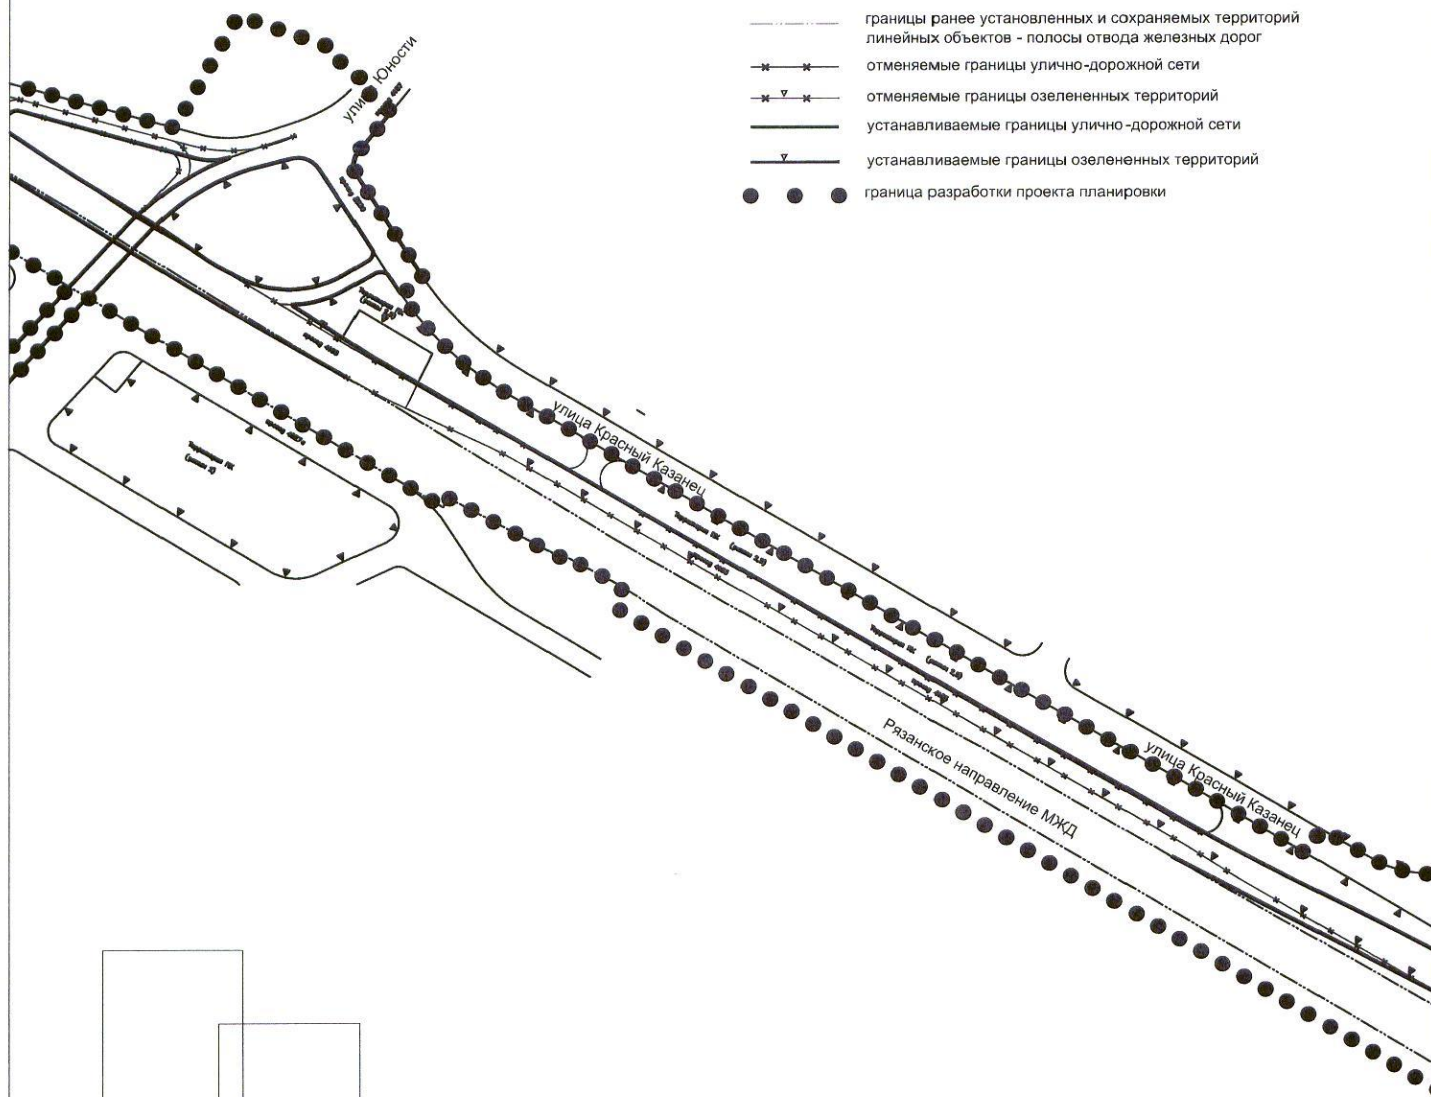 границы ранее установленных и сохраняемых территорий
линейных объектов - полосы отвода железных дорог
отменяемые границы улично-дорожной сети
отменяемые границы озелененных территорий
устанавливаемые границы улично-дорожной сети
устанавливаемые границы озелененных территорий
граница разработки проекта планировки
улица Юности
улица Красный Казанец
Рязанское направление МЖД
улица Красный Казанец